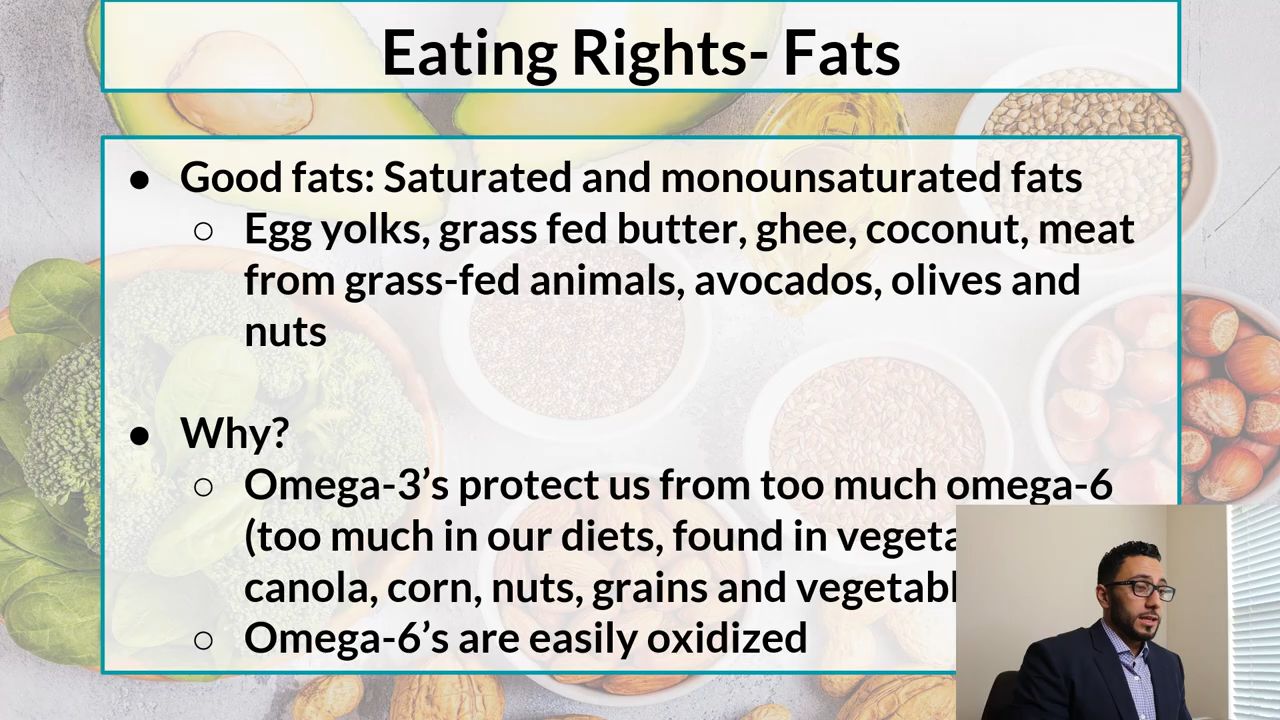 Eating Rights- Fats
● Good fats: Saturated and monounsaturated fats
○ Egg yolks, grass fed butter, ghee, coconut, meat
from grass-fed animals, avocados, olives and
nuts
● Why?
○ Omega-3’s protect us from too much omega-6
(too much in our diets, found in
canola, corn, nuts, grains and
○ Omega-6’s are easily oxidized